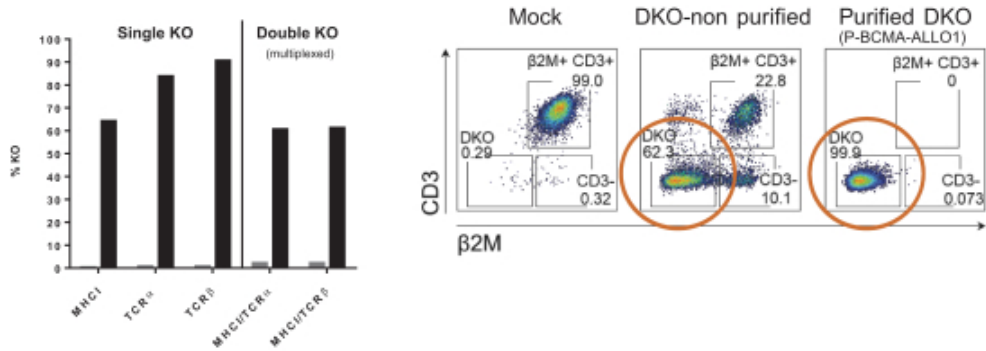 Single KO
Double KO
(multiplexed)
% KO
100
90
80
70
60
50
40
30
20
10
0
MHCI
TCRα
TCRβ
MHCI/TCRα
MHCI/TCRβ
Mock
DKO-non purified
Purified DKO
(P-BCMA-ALLO1)
β2M+ CD3+
99.0
DKO
0.29
CD3-
0.32
β2M+ CD3+
22.8
DKO
62.3
CD3-
10.1
β2M+ CD3+
0
DKO
99.9
CD3-
0.073
CD3
β2M